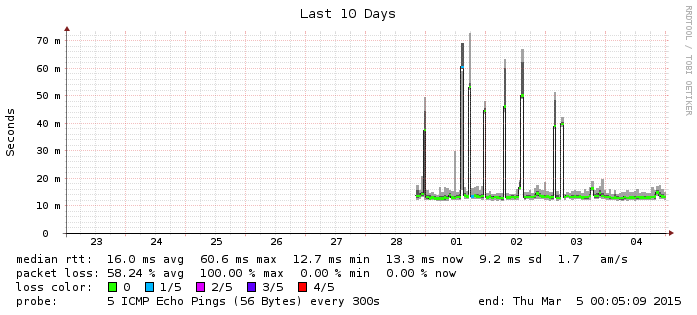 Last 10 Days
RRDTOOL / TOBI OETIKER
Seconds
70 m
60 m
50 m
40 m
30 m
20 m
10 m
0
23 24 25 26 27 28 01 02 03 04
median rtt: 16.0 ms avg 60.6 ms max 12.7 ms min 13.3 ms now 9.2 ms sd 1.7 am/s
packet loss: 58.24 % avg 100.00 % max 0.00 % min 0.00 % now
loss color: 0 1/5 2/5 3/5 4/5
probe: 5 ICMP Echo Pings (56 Bytes) every 300s end: Thu Mar 5 00:05:09 2015